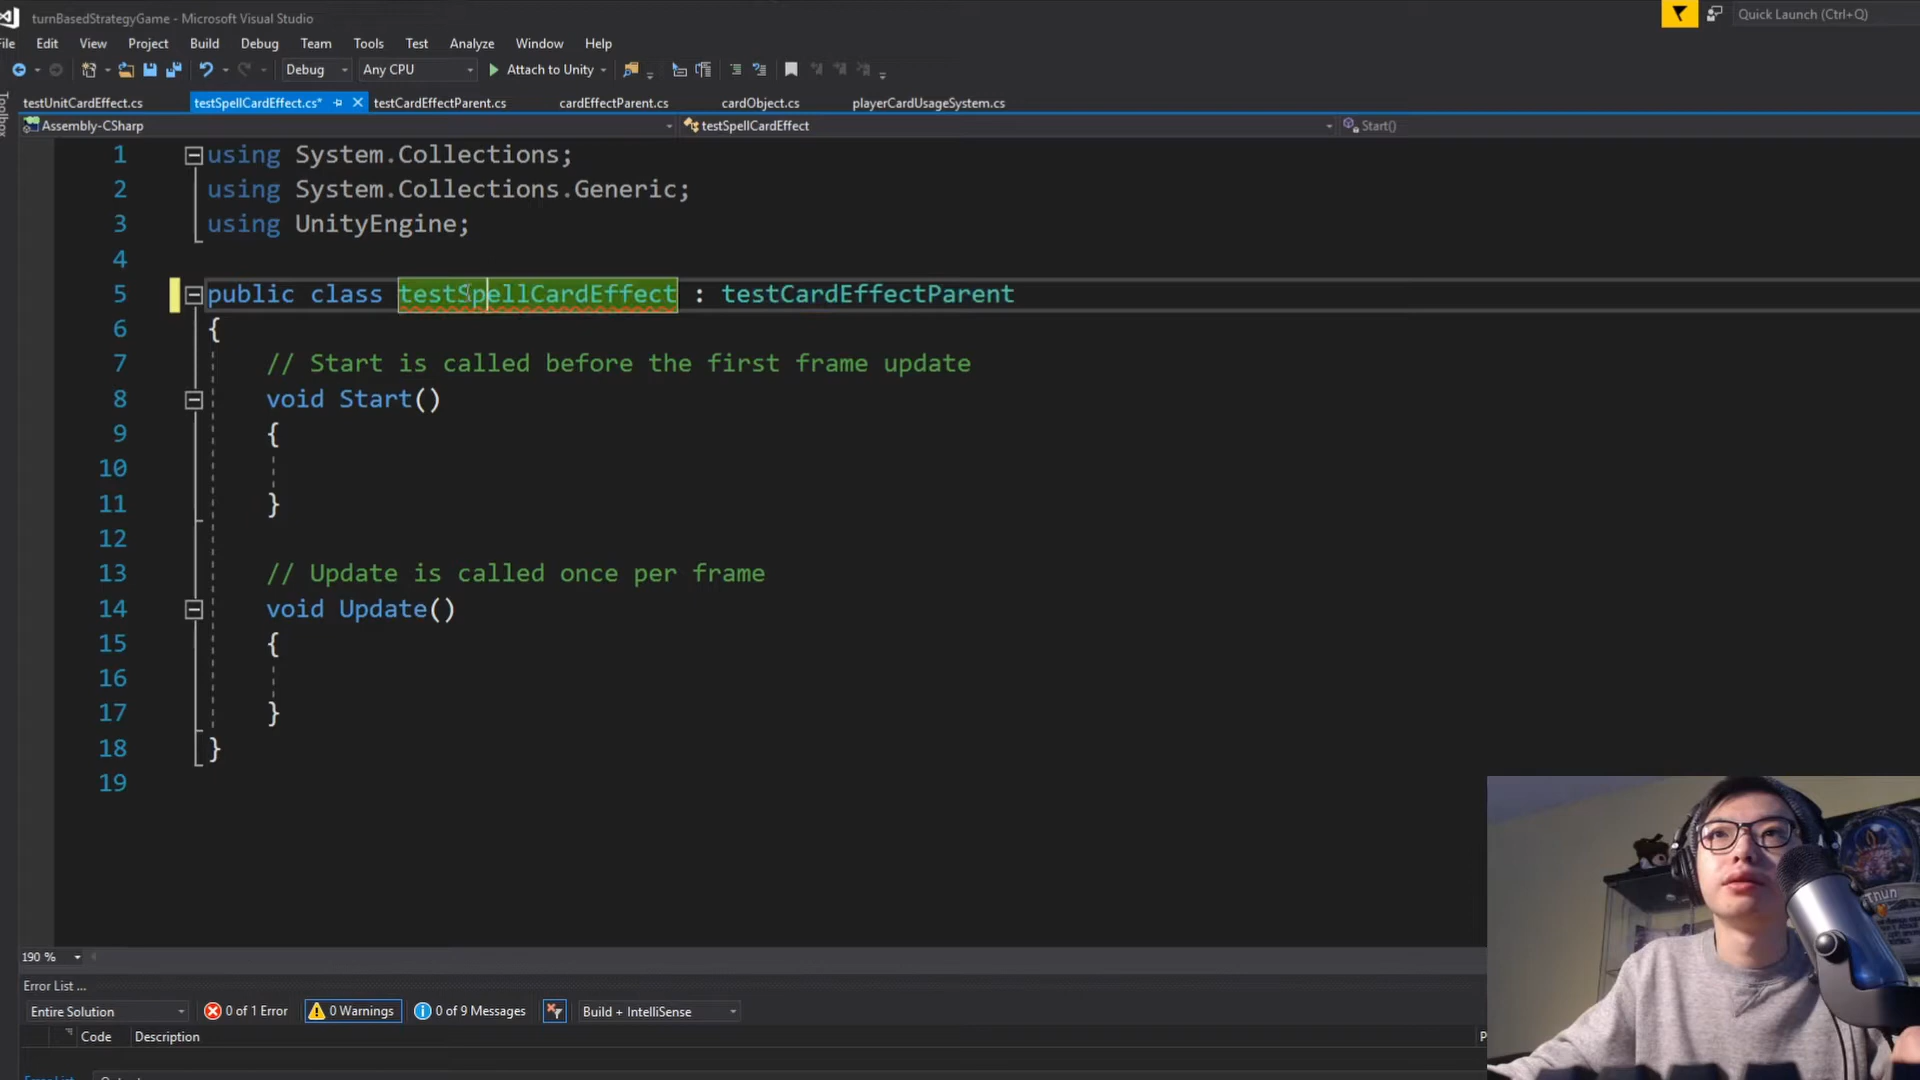 turnBasedStrategyGame - Microsoft Visual Studio
Quick Launch (Ctrl+Q)
File Edit View Project Build Debug Team Tools Test Analyze Window Help
Debug Any CPU Attach to Unity
Toolbox
testUnitCardEffect.cs testSpellCardEffect.cs* testCardEffectParent.cs cardEffectParent.cs cardObject.cs playerCardUsageSystem.cs
Assembly-CSharp testSpellCardEffect Start()
1 using System.Collections;
2 using System.Collections.Generic;
3 using UnityEngine;
4
5 public class testSpellCardEffect : testCardEffectParent
6 {
7 // Start is called before the first frame update
8 void Start()
9 {
10
11 }
12
13 // Update is called once per frame
14 void Update()
15 {
16
17 }
18 }
19
190 %
Error List ...
Entire Solution 0 of 1 Error 0 Warnings 0 of 9 Messages Build + IntelliSense
Code Description
Thun